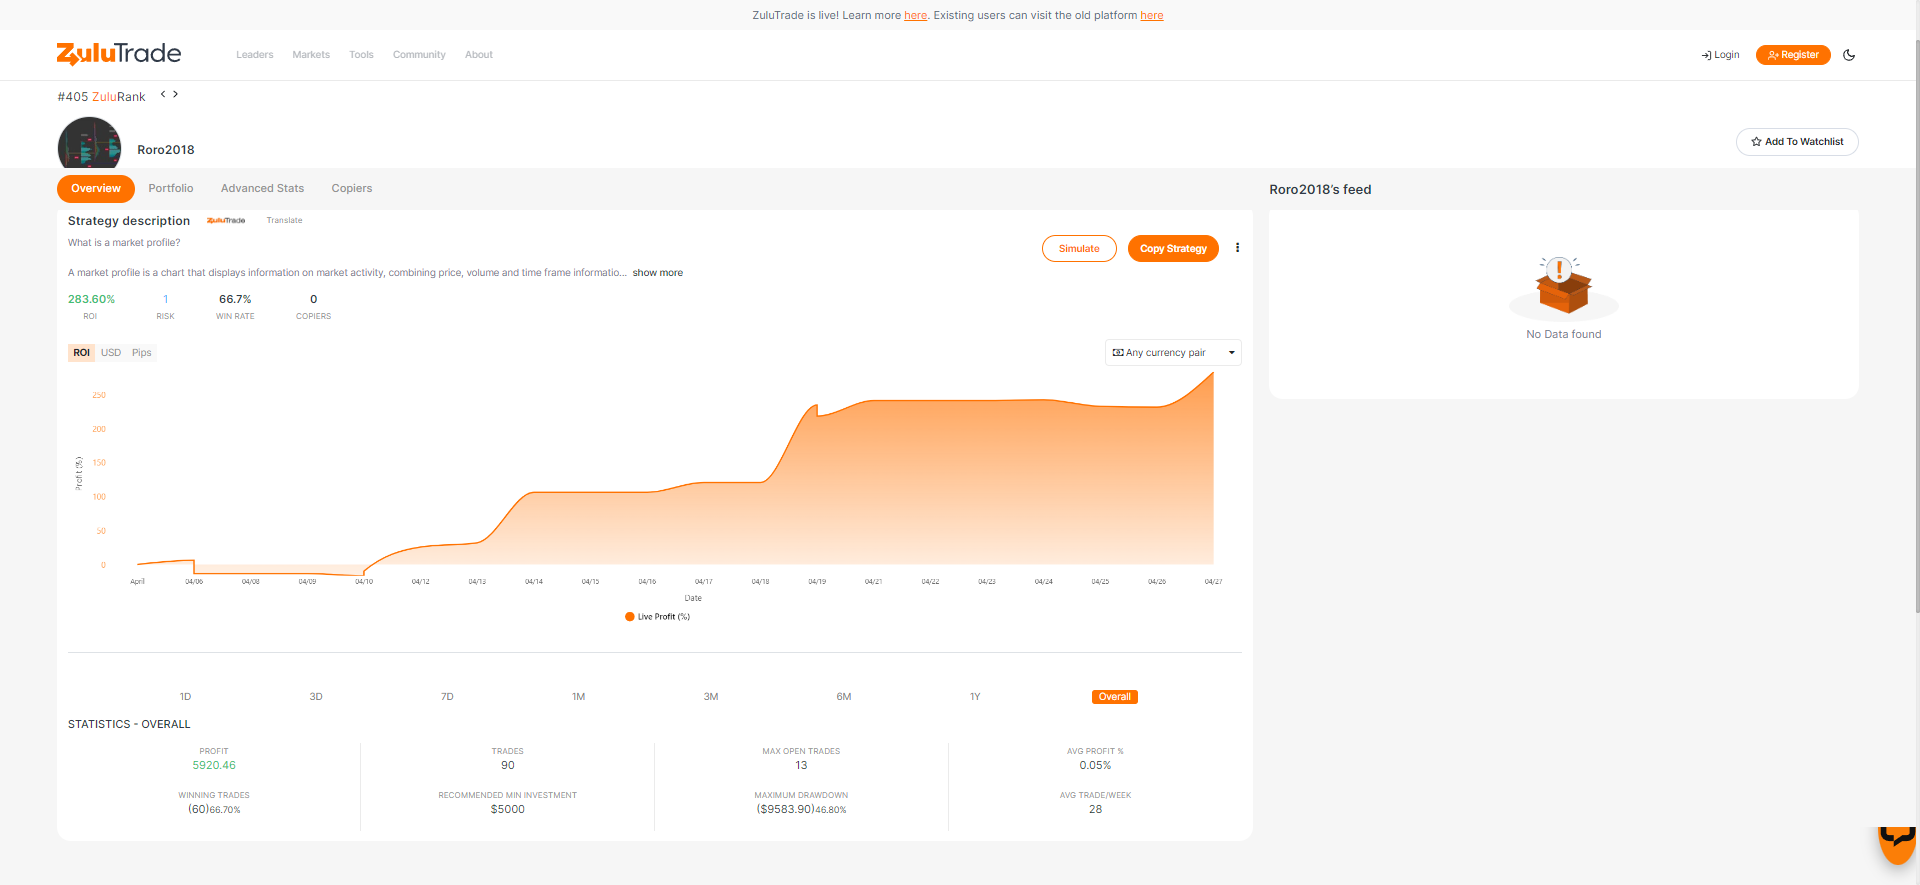 ZuluTrade is live! Learn more here. Existing users can visit the old platform here
ZuluTrade
Leaders Markets Tools Community About
Login Register
#405 ZuluRank
Roro2018
Add To Watchlist
Overview Portfolio Advanced Stats Copiers
Roro2018's feed
Strategy description ZuluTrade Translate
What is a market profile?
Simulate Copy Strategy
A market profile is a chart that displays information on market activity, combining price, volume and time frame informatio... show more
283.60% 1 66.7% 0
ROI RISK WIN RATE COPIERS
No Data found
ROI USD Pips
Any currency pair
250
200
150
100
50
0
Profit (%)
April 04/06 04/08 04/09 04/10 04/12 04/13 04/14 04/15 04/16 04/17 04/18 04/19 04/21 04/22 04/23 04/24 04/25 04/26 04/27
Date
Live Profit (%)
1D 3D 7D 1M 3M 6M 1Y Overall
STATISTICS - OVERALL
PROFIT TRADES MAX OPEN TRADES AVG PROFIT %
5920.46 90 13 0.05%
WINNING TRADES RECOMMENDED MIN INVESTMENT MAXIMUM DRAWDOWN AVG TRADE/WEEK
(60)66.70% $5000 ($9583.90)46.80% 28